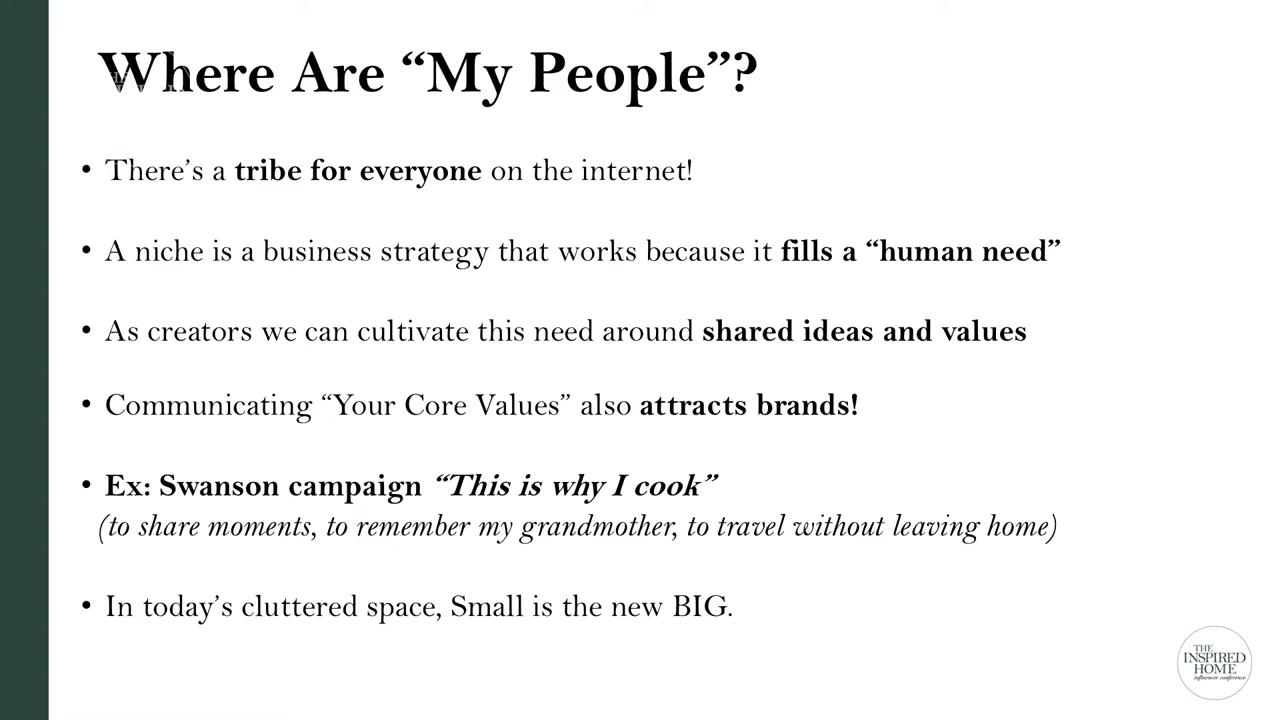 Where Are “My People”?
• There’s a tribe for everyone on the internet!
• A niche is a business strategy that works because it fills a “human need”
• As creators we can cultivate this need around shared ideas and values
• Communicating “Your Core Values” also attracts brands!
• Ex: Swanson campaign “This is why I cook”
(to share moments, to remember my grandmother, to travel without leaving home)
• In today’s cluttered space, Small is the new BIG.
THE
INSPIRED
HOME
influencer conference